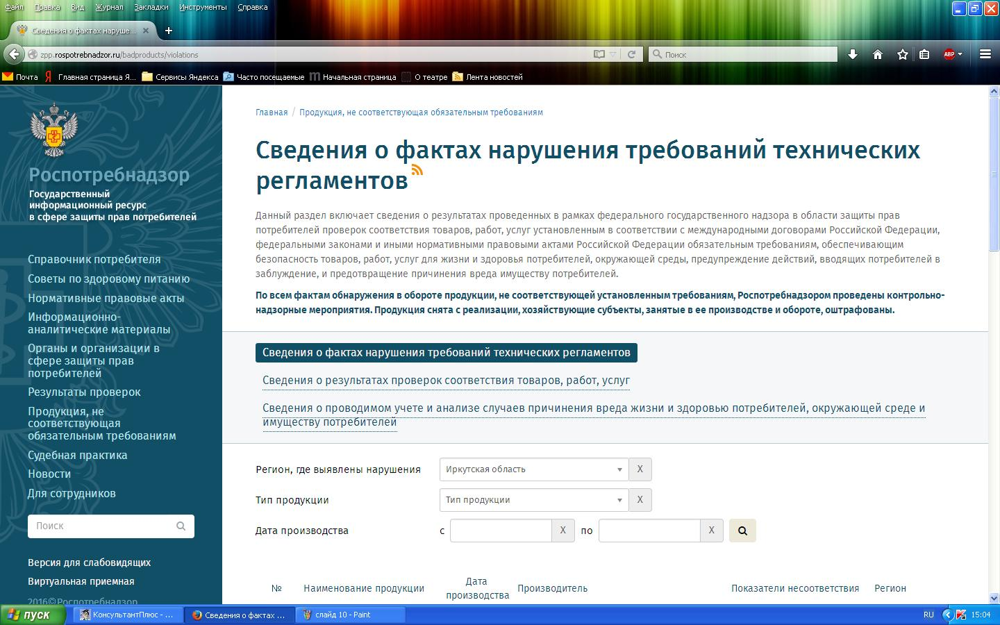 Файл Правка Вид Журнал Закладки Инструменты Справка
Сведения о фактах наруше...
zpp.rospotrebnadzor.ru/badproducts/violations
Поиск
ABP
Почта Главная страница Я... Сервисы Яндекса Часто посещаемые Начальная страница О театре Лента новостей
Роспотребнадзор
Государственный
информационный ресурс
в сфере защиты прав потребителей
Справочник потребителя
Советы по здоровому питанию
Нормативные правовые акты
Информационно-
аналитические материалы
Органы и организации в
сфере защиты прав
потребителей
Результаты проверок
Продукция, не
соответствующая
обязательным требованиям
Судебная практика
Новости
Для сотрудников
Поиск
Версия для слабовидящих
Виртуальная приемная
2016©Роспотребнадзор
Главная / Продукция, не соответствующая обязательным требованиям
Сведения о фактах нарушения требований технических
регламентов
Данный раздел включает сведения о результатах проведенных в рамках федерального государственного надзора в области защиты прав
потребителей проверок соответствия товаров, работ, услуг установленным в соответствии с международными договорами Российской Федерации,
федеральными законами и иными нормативными правовыми актами Российской Федерации обязательным требованиям, обеспечивающим
безопасность товаров, работ, услуг для жизни и здоровья потребителей, окружающей среды, предупреждение действий, вводящих потребителей в
заблуждение, и предотвращение причинения вреда имуществу потребителей.
По всем фактам обнаружения в обороте продукции, не соответствующей установленным требованиям, Роспотребнадзором проведены контрольно-
надзорные мероприятия. Продукция снята с реализации, хозяйствующие субъекты, занятые в ее производстве и обороте, оштрафованы.
Сведения о фактах нарушения требований технических регламентов
Сведения о результатах проверок соответствия товаров, работ, услуг
Сведения о проводимом учете и анализе случаев причинения вреда жизни и здоровью потребителей, окружающей среде и
имуществу потребителей
Регион, где выявлены нарушения Иркутская область X
Тип продукции Тип продукции X
Дата производства с X по X
№ Наименование продукции Дата производства Производитель Показатели несоответствия Регион
пуск КонсультантПлюс - ... Сведения о фактах ... слайд 10 - Paint RU 15:04